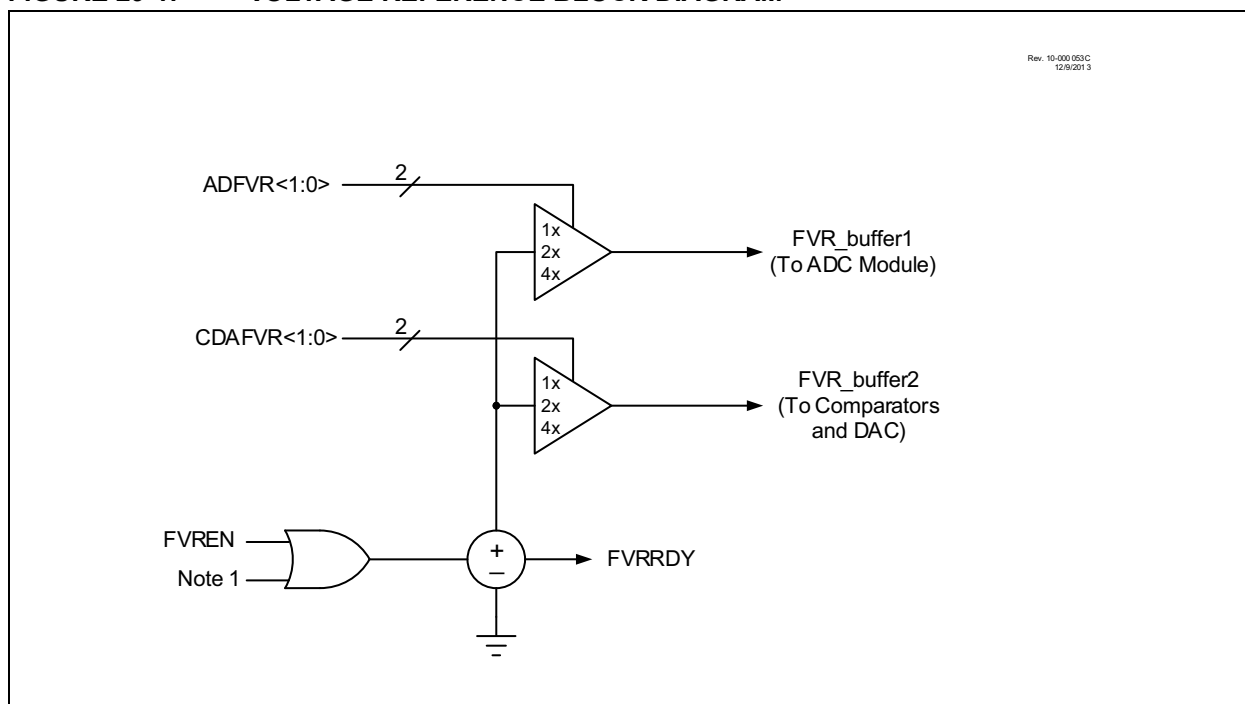 Rev. 10-000 053C
12/9/201 3
ADFVR<1:0>
2
1x
2x
4x
FVR_buffer1
(To ADC Module)
CDAFVR<1:0>
2
1x
2x
4x
FVR_buffer2
(To Comparators
and DAC)
FVREN
Note 1
+
–
FVRRDY